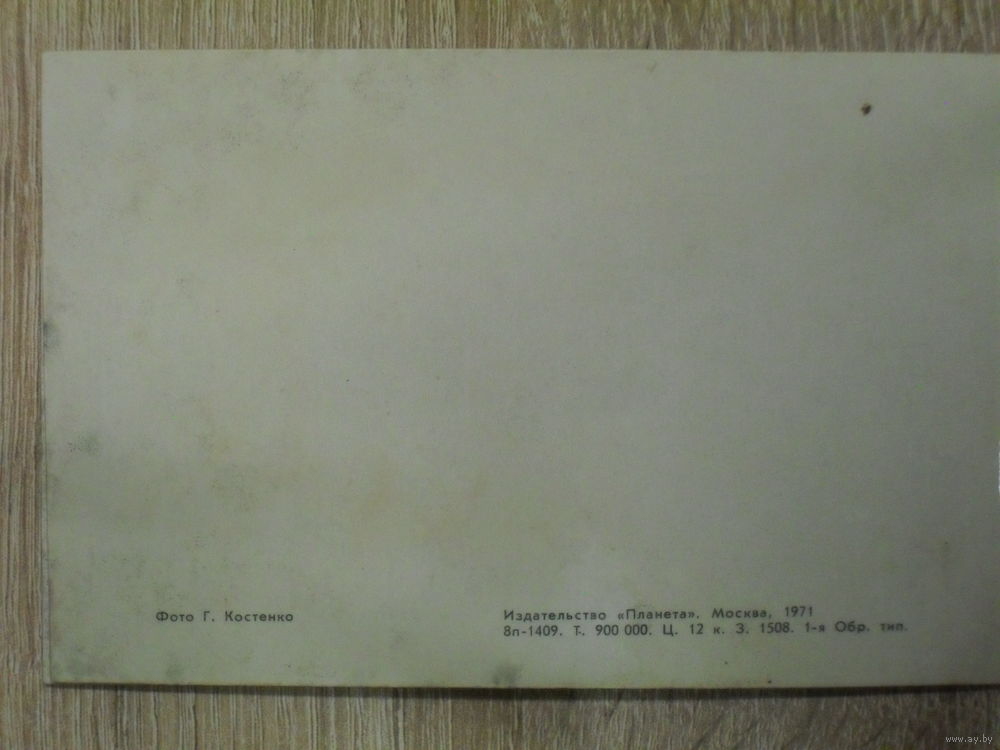 Фото Г. Костенко
Издательство «Планета». Москва, 1971
8п-1409. Т. 900 000. Ц. 12 к. З. 1508. 1-я Обр. тип.
www.ay.by